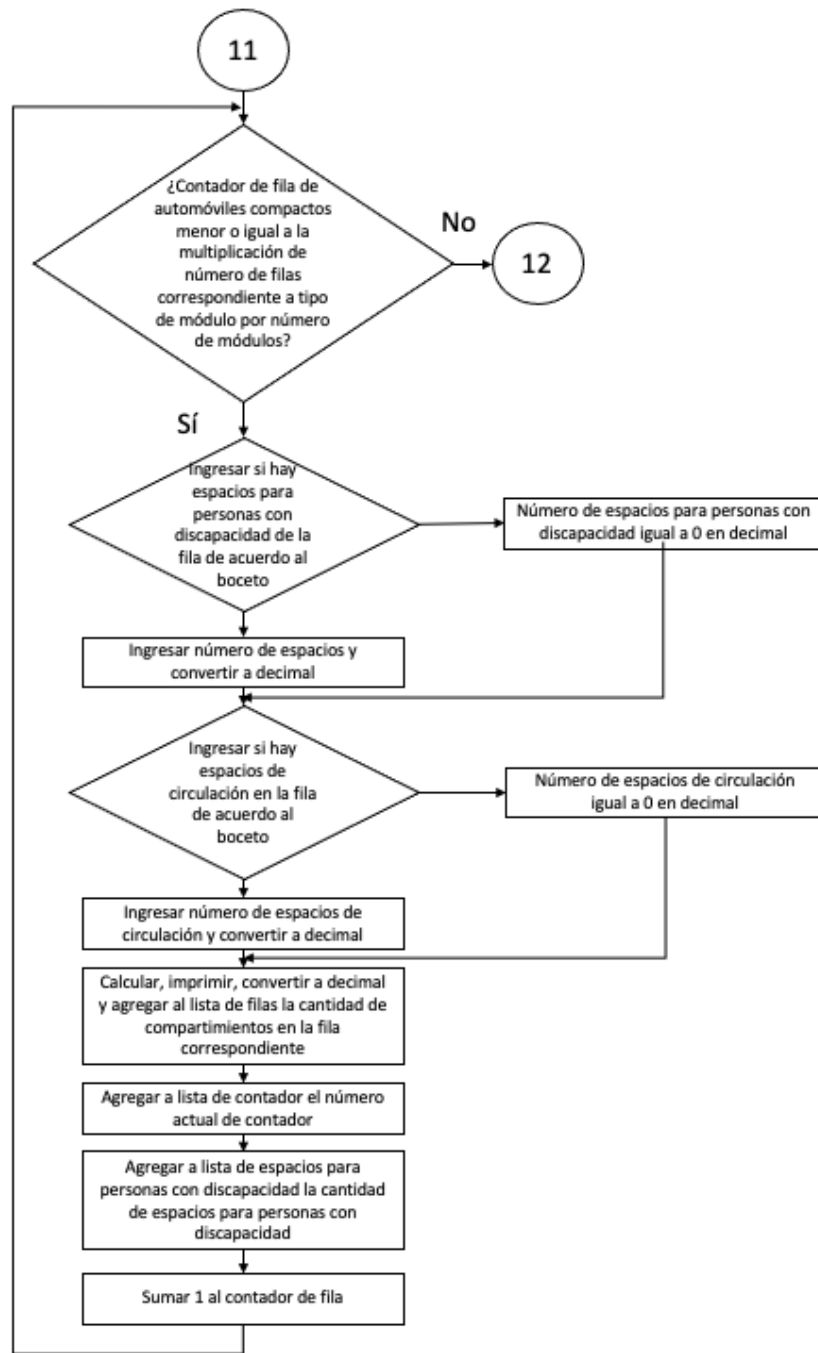 11
¿Contador de fila de
automóviles compactos
menor o igual a la
multiplicación de
número de filas
correspondiente a tipo
de módulo por número
de módulos?
No
12
Sí
Ingresar si hay
espacios para
personas con
discapacidad de la
fila de acuerdo al
boceto
Número de espacios para personas con
discapacidad igual a 0 en decimal
Ingresar número de espacios y
convertir a decimal
Ingresar si hay
espacios de
circulación en la fila
de acuerdo al
boceto
Número de espacios de circulación
igual a 0 en decimal
Ingresar número de espacios de
circulación y convertir a decimal
Calcular, imprimir, convertir a decimal
y agregar al lista de filas la cantidad de
compartimientos en la fila
correspondiente
Agregar a lista de contador el número
actual de contador
Agregar a lista de espacios para
personas con discapacidad la cantidad
de espacios para personas con
discapacidad
Sumar 1 al contador de fila